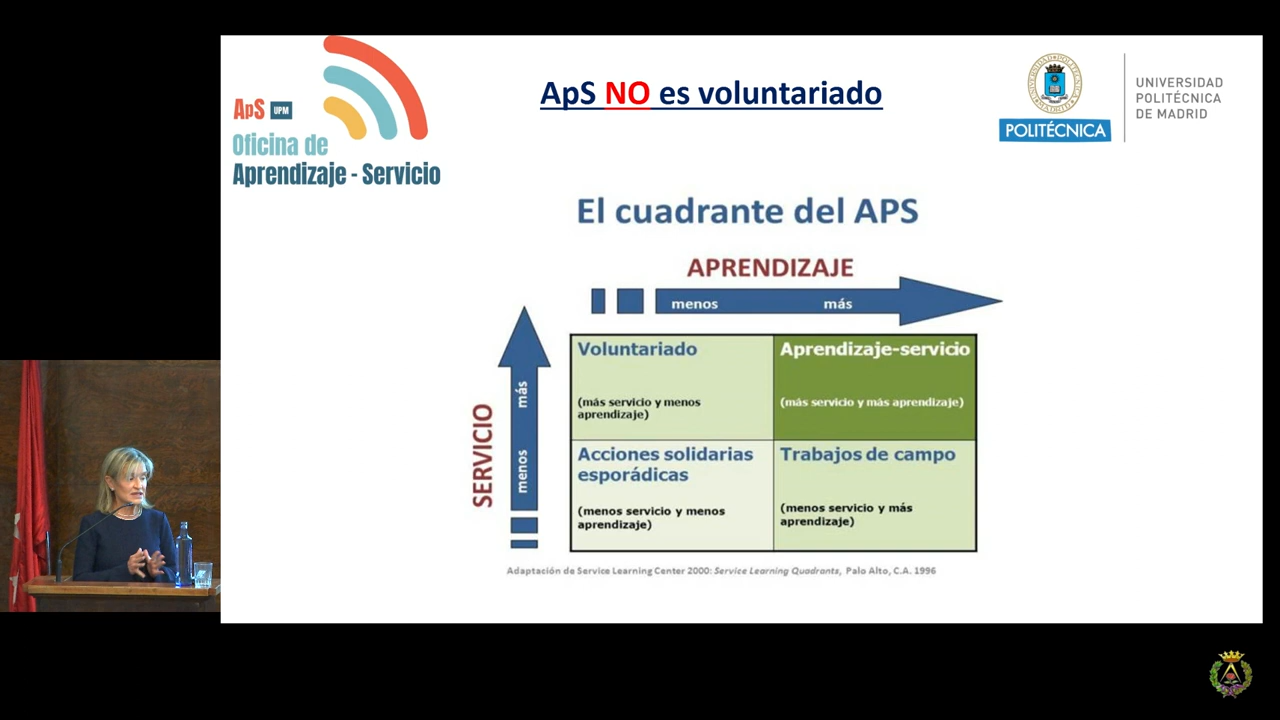 ApS UPM
Oficina de
Aprendizaje - Servicio
ApS NO es voluntariado
POLITÉCNICA
UNIVERSIDAD
POLITÉCNICA
DE MADRID
El cuadrante del APS
APRENDIZAJE
menos más
SERVICIO
más
menos
Voluntariado
(más servicio y menos
aprendizaje)
Aprendizaje-servicio
(más servicio y más aprendizaje)
Acciones solidarias
esporádicas
(menos servicio y menos
aprendizaje)
Trabajos de campo
(menos servicio y más
aprendizaje)
Adaptación de Service Learning Center 2000: Service Learning Quadrants, Palo Alto, C.A. 1996